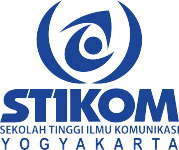 STIKOM
SEKOLAH TINGGI ILMU KOMUNIKASI
YOGYAKARTA